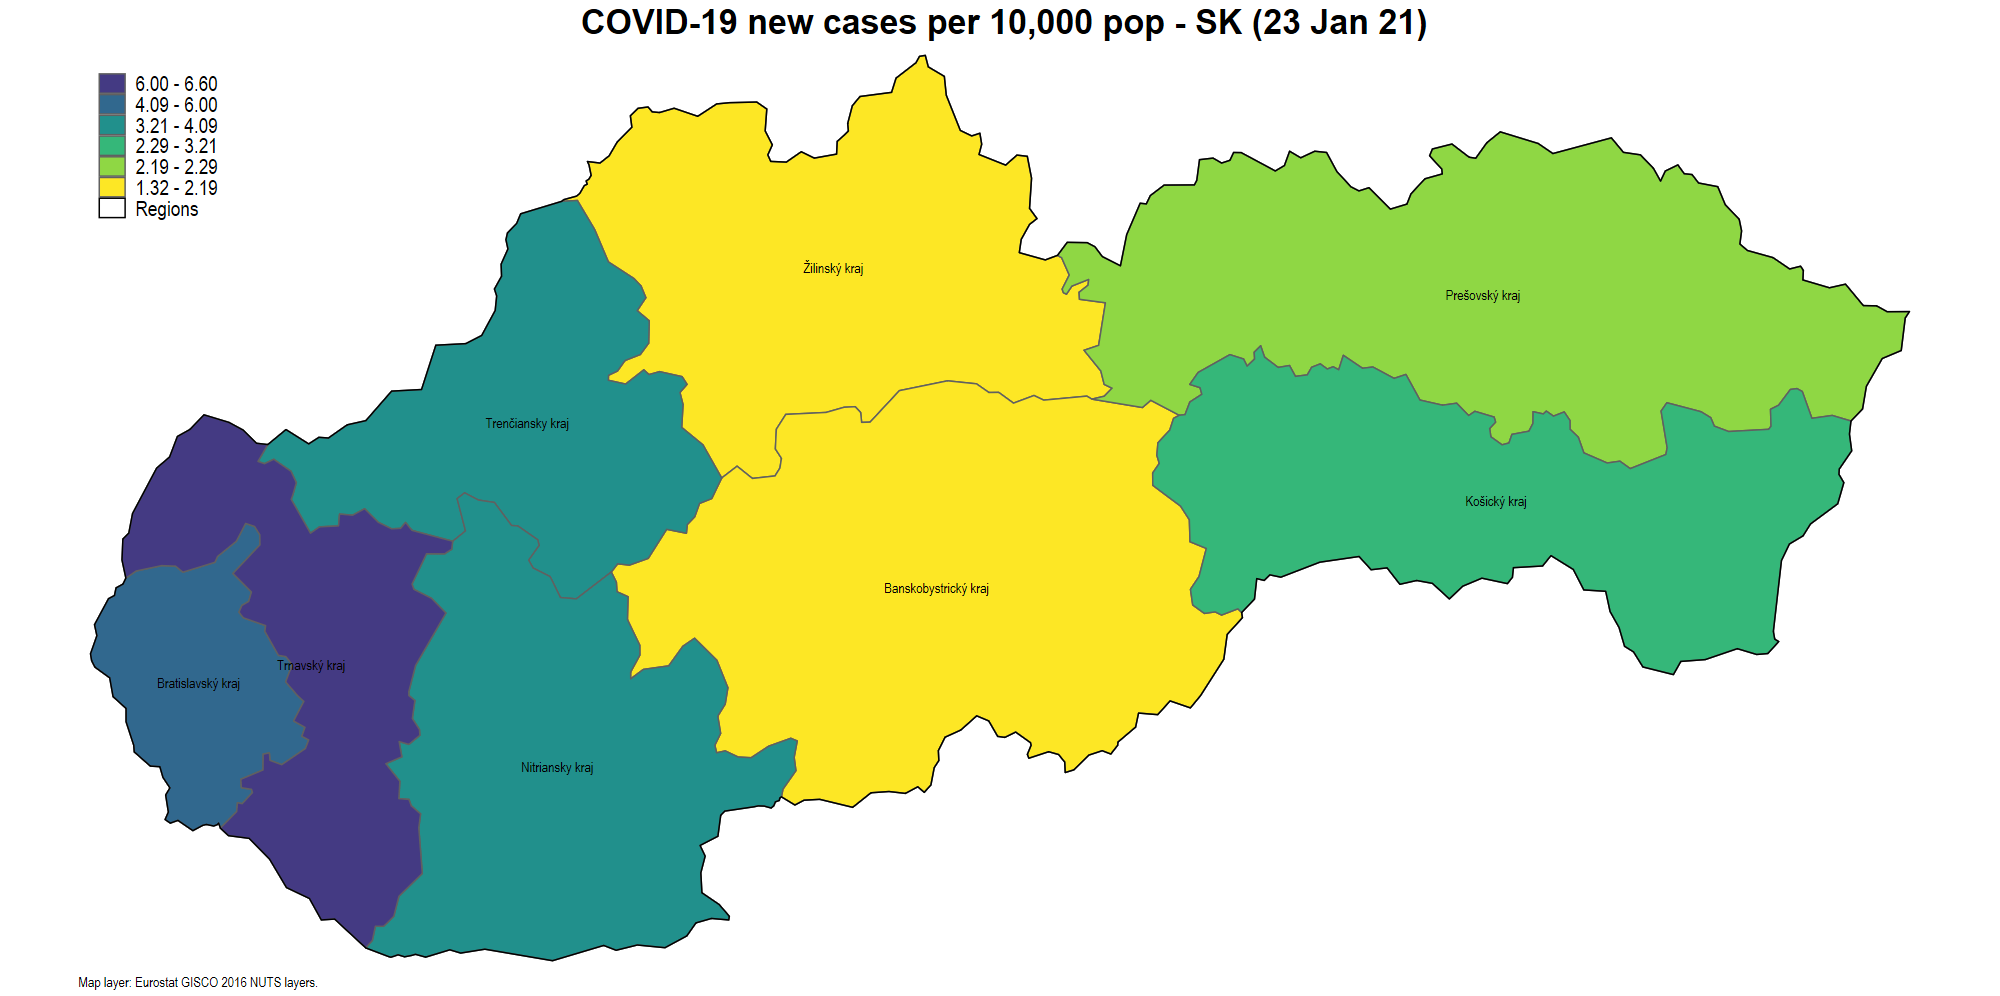 COVID-19 new cases per 10,000 pop - SK (23 Jan 21)
6.00 - 6.60
4.09 - 6.00
3.21 - 4.09
2.29 - 3.21
2.19 - 2.29
1.32 - 2.19
Regions
Žilinský kraj
Prešovský kraj
Trenčiansky kraj
Košický kraj
Banskobystrický kraj
Trnavský kraj
Bratislavský kraj
Nitriansky kraj
Map layer: Eurostat GISCO 2016 NUTS layers.